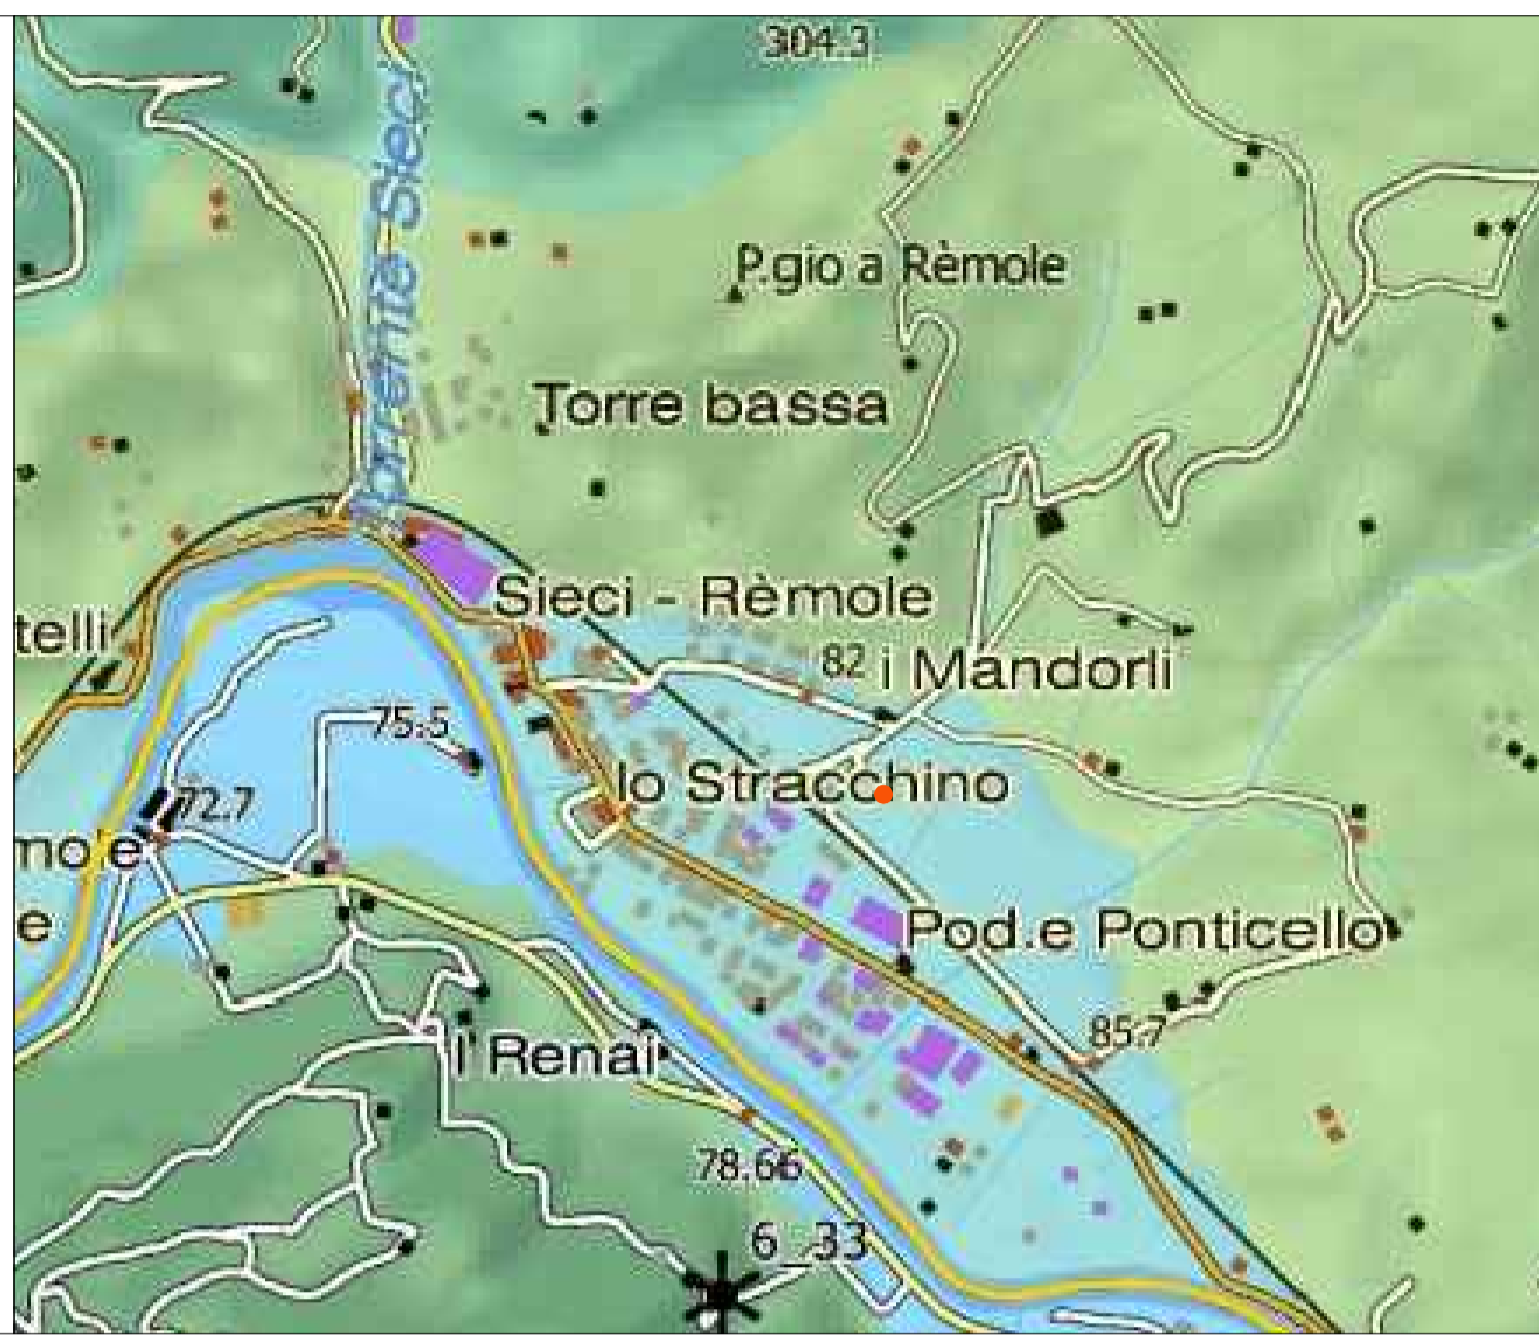 304.3
Torrente Sieci
P.gio a Rèmole
Torre bassa
Sieci - Rèmole
telli
82 i Mandorli
75.5
lo Stracchino
72.7
mole
e
Pod.e Ponticello
85.7
I Renai
78.66
6_33